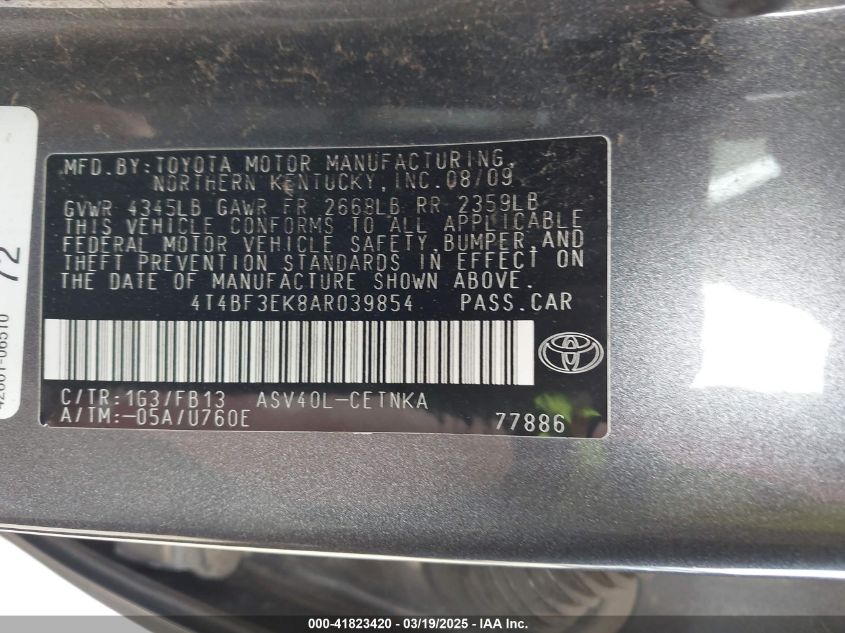 MFD.BY:TOYOTA MOTOR MANUFACTURING,
NORTHERN KENTUCKY, INC. 08/09
GVWR 4345LB GAWR FR 2668LB RR 2359LB
THIS VEHICLE CONFORMS TO ALL APPLICABLE
FEDERAL MOTOR VEHICLE SAFETY, BUMPER, AND
THEFT PREVENTION STANDARDS IN EFFECT ON
THE DATE OF MANUFACTURE SHOWN ABOVE.
4T4BF3EK8AR039854 PASS.CAR
C/TR:1G3/FB13 ASV40L-CETNKA
A/TM:-05A/U760E 77886
72
000-41823420 - 03/19/2025 - IAA Inc.